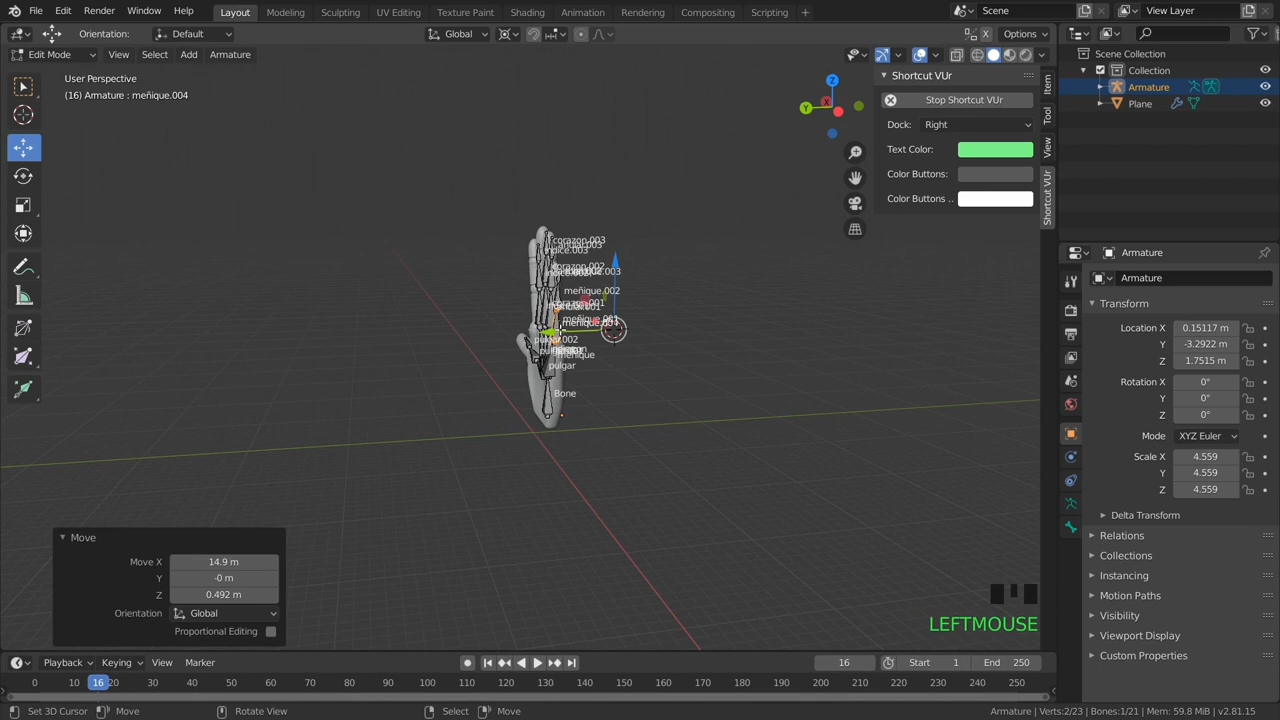 File Edit Render Window Help
Layout Modeling Sculpting UV Editing Texture Paint Shading Animation Rendering Compositing Scripting +
Scene
View Layer
Orientation: Default
Global
X
Options
Edit Mode View Select Add Armature
User Perspective
(16) Armature : meñique.004
Z
Y
X
Shortcut VUr
Stop Shortcut VUr
Dock: Right
Text Color:
Color Buttons:
Color Buttons ..
Item
Tool
View
Shortcut VUr
Scene Collection
Collection
Armature
Plane
Armature
Armature
Transform
Location X 0.15117 m
Y -3.2922 m
Z 1.7515 m
Rotation X 0°
Y 0°
Z 0°
Mode XYZ Euler
Scale X 4.559
Y 4.559
Z 4.559
Delta Transform
Relations
Collections
Instancing
Motion Paths
Visibility
Viewport Display
Custom Properties
corazon.003
meñique.002
pulgar.002
meñique
pulgar
Bone
Move
Move X 14.9 m
Y -0 m
Z 0.492 m
Orientation Global
Proportional Editing
LEFTMOUSE
Playback Keying View Marker
16
Start 1
End 250
0 16 20 30 40 50 60 70 80 90 100 110 120 130 140 150 160 170 180 190 200 210 220 230 240 250
Set 3D Cursor Move Rotate View Select Move
Armature | Verts:2/23 | Bones:1/21 | Mem: 59.8 MiB | v2.81.15